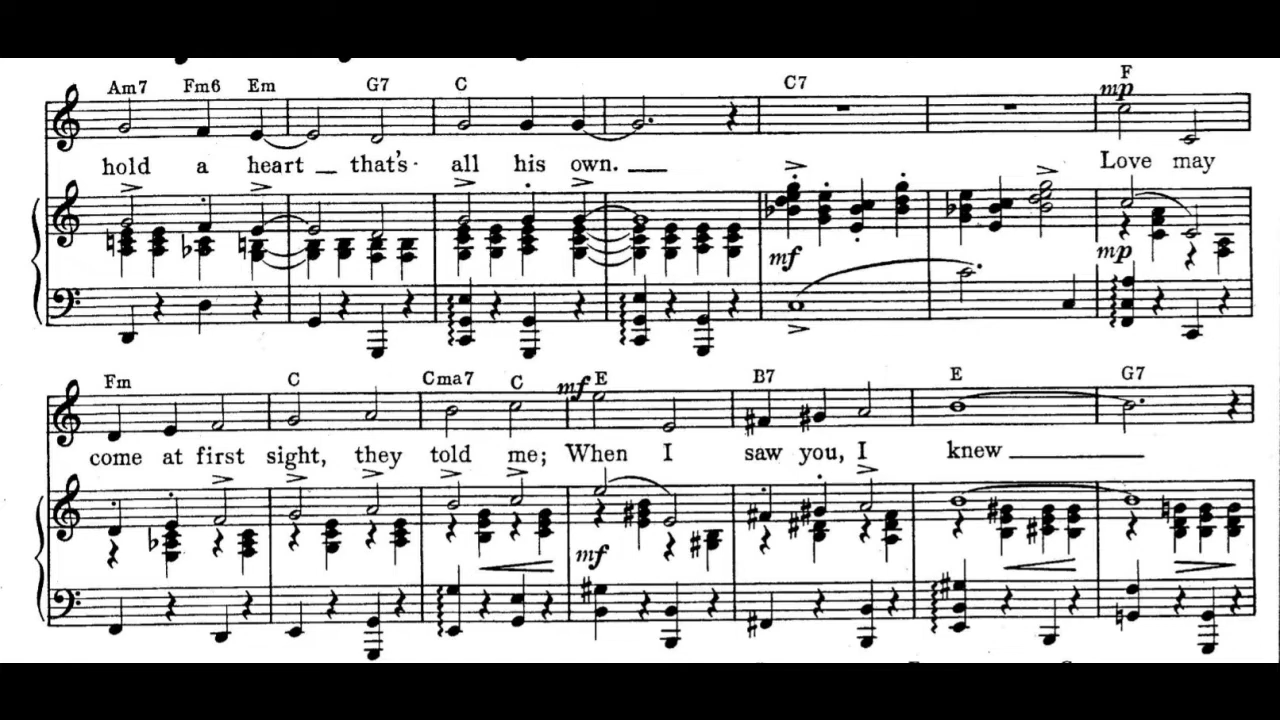 Am7 Fm6 Em G7 C C7 F
mp
hold a heart that's all his own. Love may
mf mp
Fm C Cma7 C mf E B7 E G7
come at first sight, they told me; When I saw you, I knew
mf